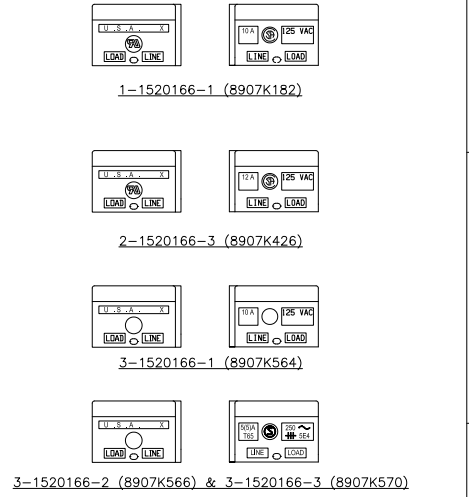 U.S.A. X
LOAD LINE
10 A 125 VAC
LINE LOAD
1-1520166-1 (8907K182)
U.S.A. X
LOAD LINE
12 A 125 VAC
LINE LOAD
2-1520166-3 (8907K426)
U.S.A. X
LOAD LINE
10 A 125 VAC
LINE LOAD
3-1520166-1 (8907K564)
U.S.A. X
LOAD LINE
5(5)A 250
T65 S 5E4
LINE LOAD
3-1520166-2 (8907K566) & 3-1520166-3 (8907K570)